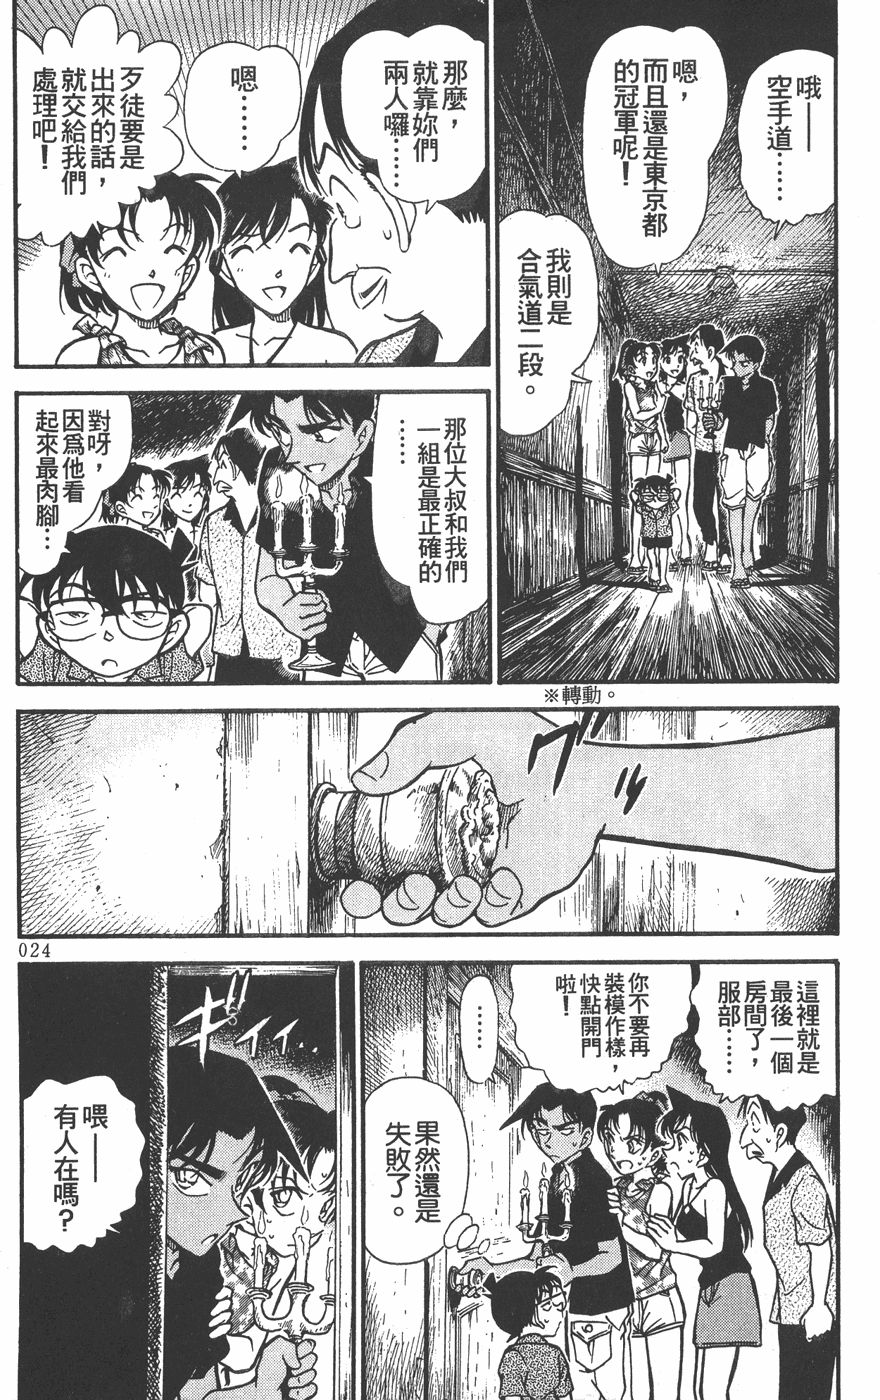 哦——
空手道……
嗯，
而且還是東京都
的冠軍呢！
我則是
合氣道二段。
那麼，
就靠妳們
兩人囉……
嗯……
歹徒要是
出來的話，
就交給我們
處理吧！
那位大叔和我們
一組是最正確的
……
對呀，
因爲他看
起來最肉腳…
※轉動。
ガッ
024
這裡就是
最後一個
房間了，
服部……
你不要再
裝模作樣，
快點開門
啦！
……
果然還是
失敗了。
ギィィ
喂——
有人在嗎？